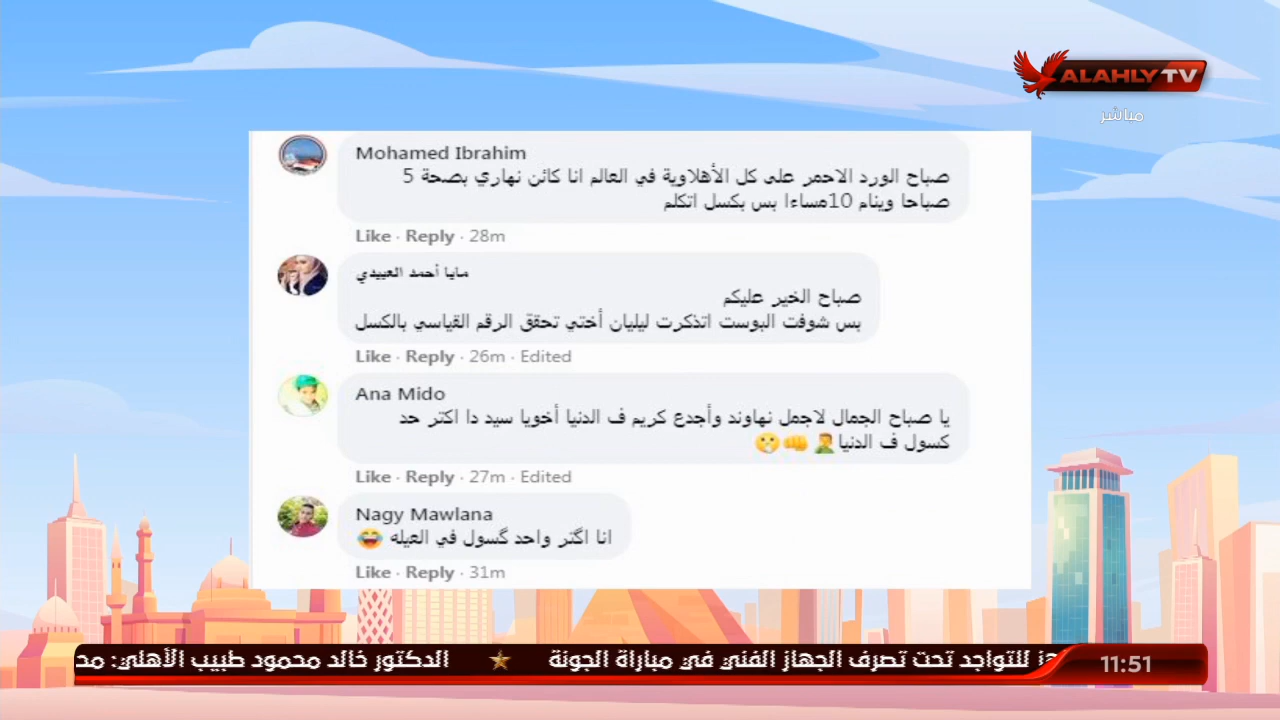 ALAHLY TV
مباشر
Mohamed Ibrahim
صباح الورد الاحمر على كل الأهلاوية في العالم انا كائن نهاري بصحة 5
صباحا وينام 10مساءا بس بكسل اتكلم
Like · Reply · 28m
مايا أحمد العبيدي
صباح الخير عليكم
بس شوفت البوست اتذكرت ليليان أختي تحقق الرقم القياسي بالكسل
Like · Reply · 26m · Edited
Ana Mido
يا صباح الجمال لاجمل نهاوند وأجدع كريم ف الدنيا أخويا سيد دا اكتر حد
كسول ف الدنيا🤦‍♂️👊🤭
Like · Reply · 27m · Edited
Nagy Mawlana
انا اگتر واحد گسول في العيله 😂
Like · Reply · 31m
للتواجد تحت تصرف الجهاز الفني في مباراة الجونة ★ الدكتور خالد محمود طبيب الأهلي:
11:51